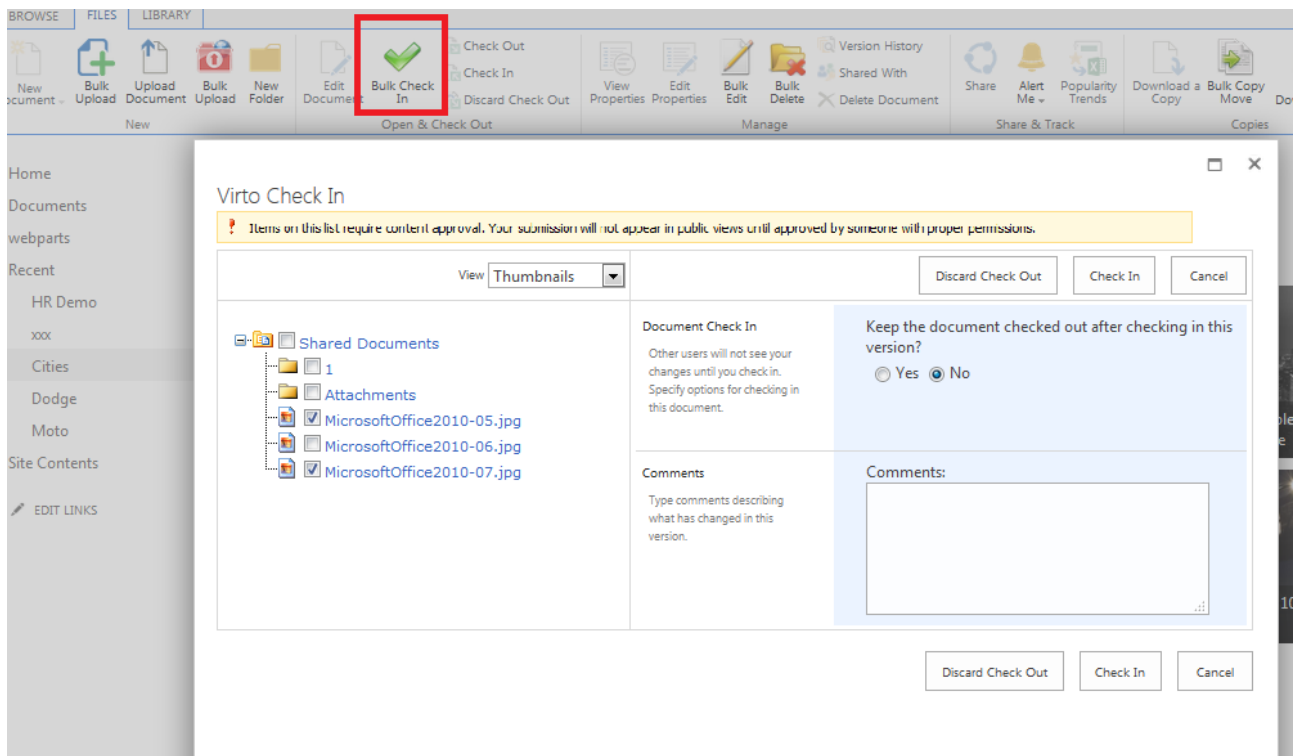 BROWSE FILES LIBRARY
New
Bulk Upload
Upload Document
Bulk Upload
New Folder
Edit Document
Bulk Check In
Check Out
Check In
Discard Check Out
View Properties
Edit Properties
Bulk Edit
Bulk Delete
Version History
Shared With
Delete Document
Share
Alert Me
Popularity Trends
Download a Copy
Bulk Copy Move
New
Open & Check Out
Manage
Share & Track
Copies
Home
Documents
webparts
Recent
HR Demo
xxx
Cities
Dodge
Moto
Site Contents
EDIT LINKS
Virto Check In
Items on this list require content approval. Your submission will not appear in public views until approved by someone with proper permissions.
View Thumbnails
Discard Check Out Check In Cancel
Shared Documents
1
Attachments
MicrosoftOffice2010-05.jpg
MicrosoftOffice2010-06.jpg
MicrosoftOffice2010-07.jpg
Document Check In
Other users will not see your
changes until you check in.
Specify options for checking in
this document.
Keep the document checked out after checking in this
version?
Yes No
Comments
Type comments describing
what has changed in this
version.
Comments:
Discard Check Out Check In Cancel